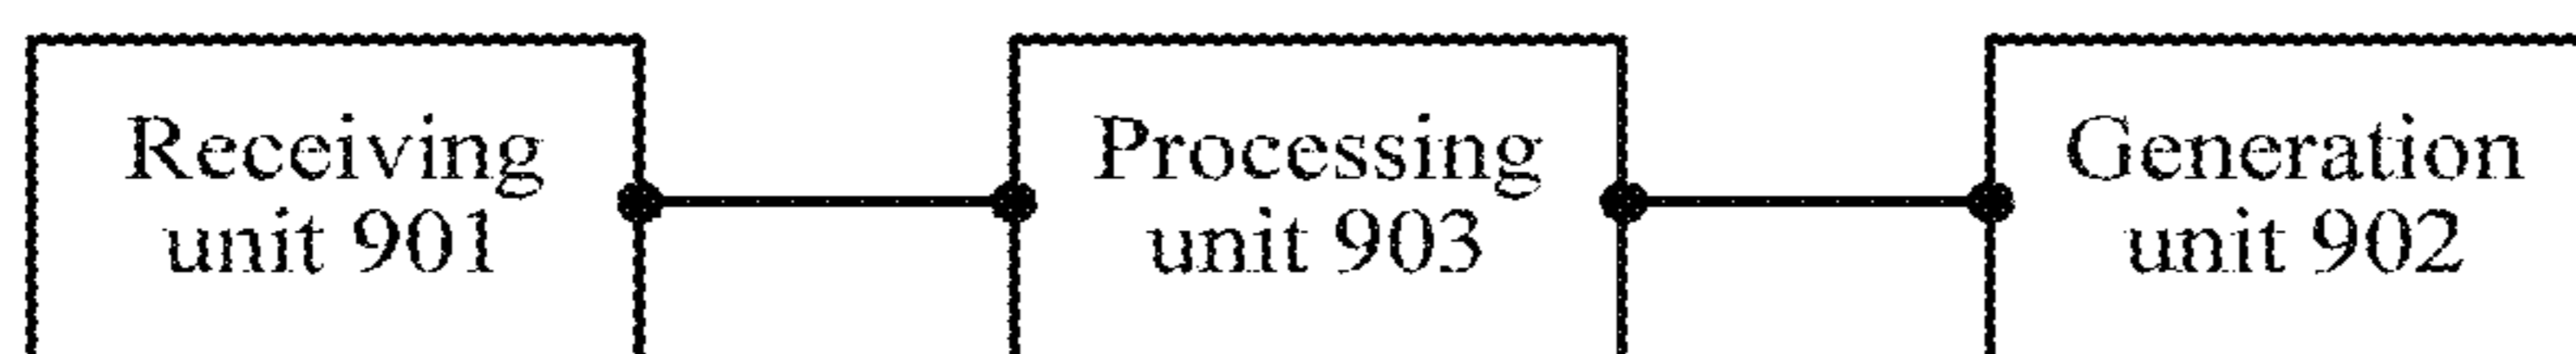 Receiving
unit 901
Processing
unit 903
Generation
unit 902